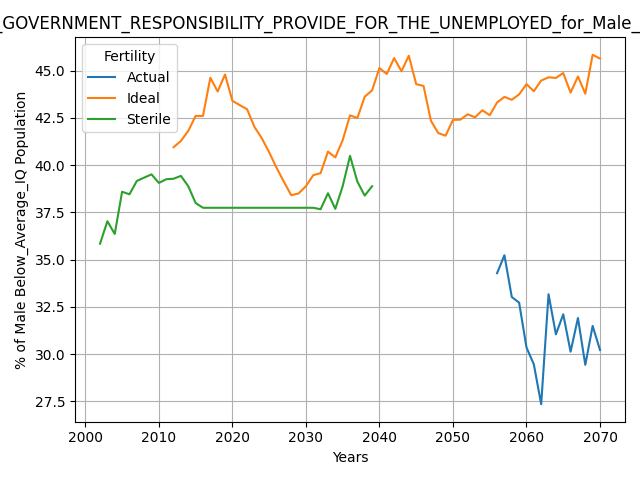 _GOVERNMENT_RESPONSIBILITY_PROVIDE_FOR_THE_UNEMPLOYED_for_Male_
Fertility
Actual
Ideal
Sterile
% of Male Below_Average_IQ Population
45.0
42.5
40.0
37.5
35.0
32.5
30.0
27.5
2000 2010 2020 2030 2040 2050 2060 2070
Years